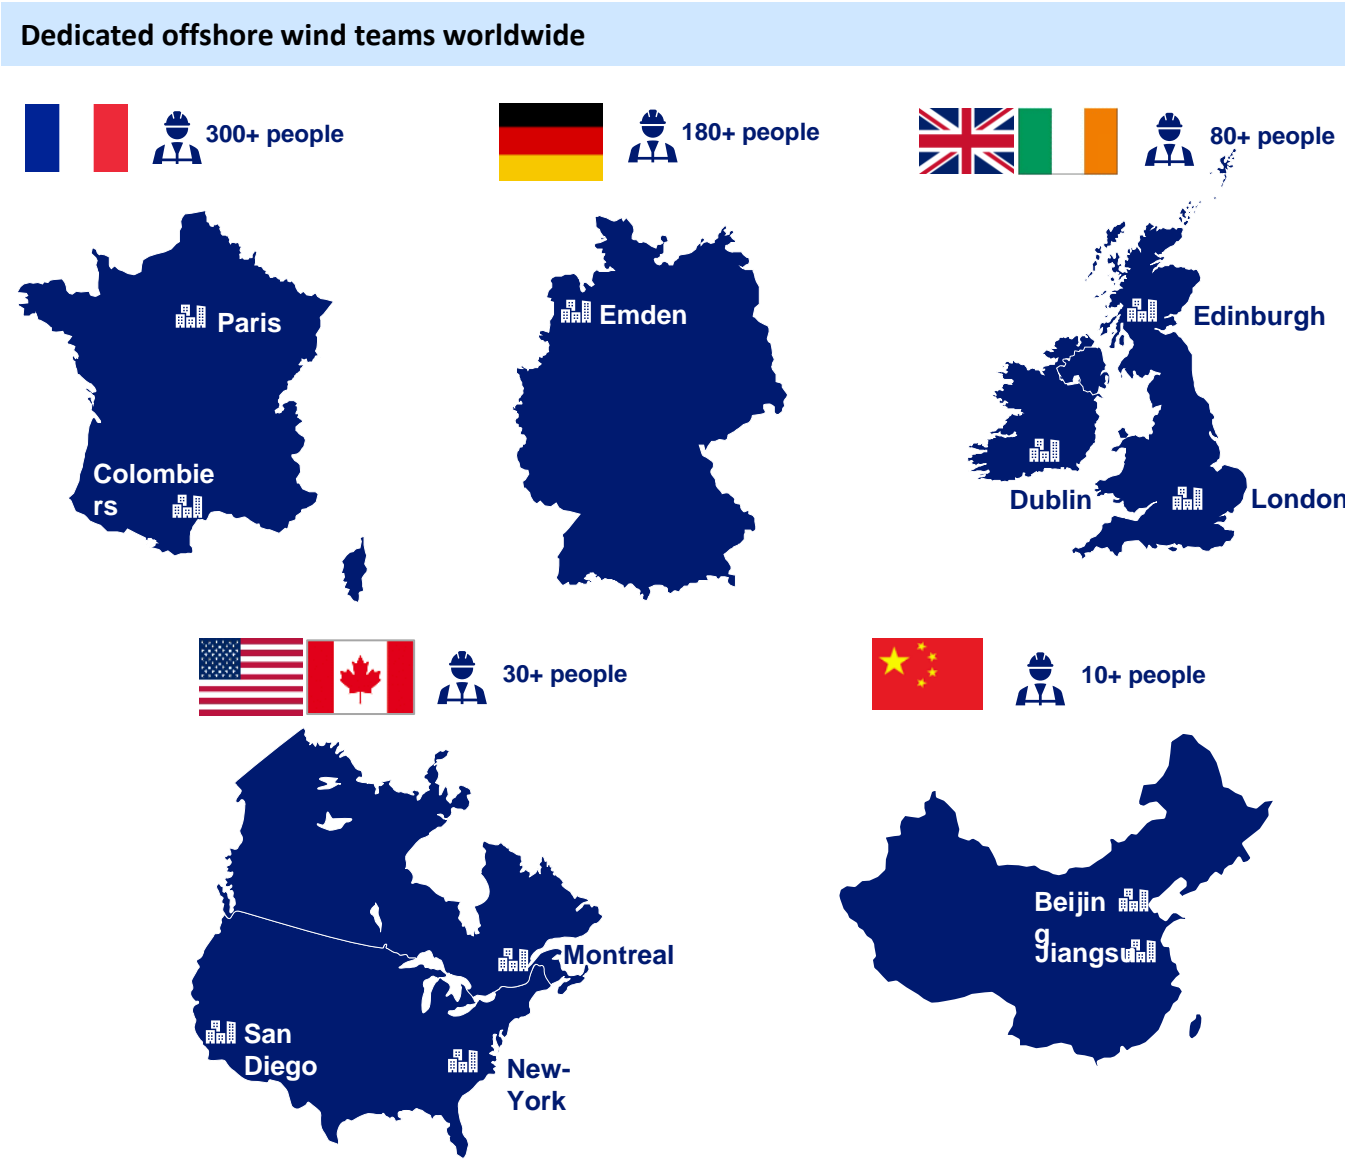 Dedicated offshore wind teams worldwide
300+ people
180+ people
80+ people
Paris
Colombie
rs
Emden
Edinburgh
Dublin
London
30+ people
10+ people
Montreal
San
Diego
New-
York
Beijin
g
Jiangsu